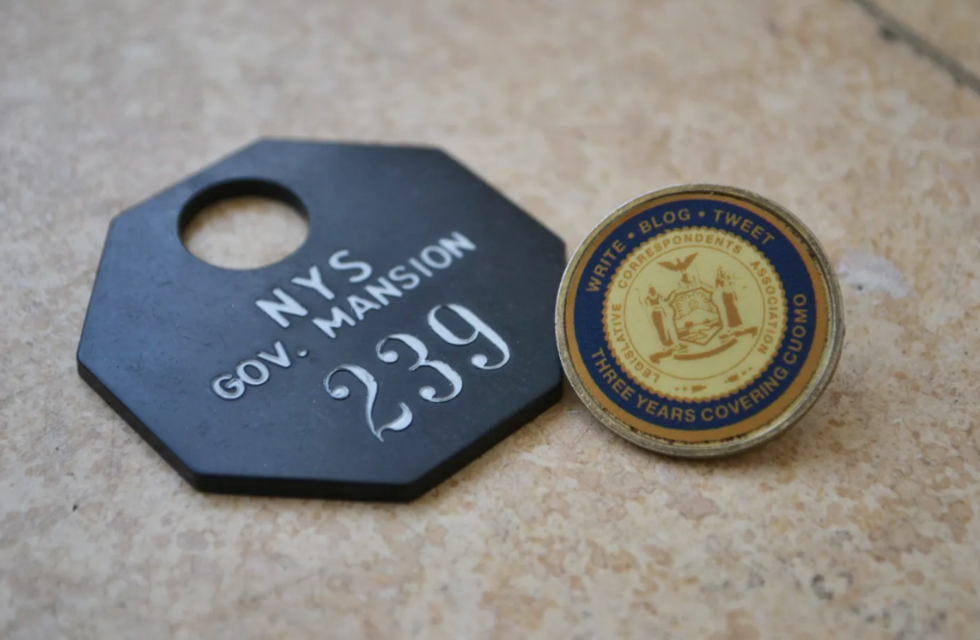 NYS
GOV. MANSION
239
WRITE • BLOG • TWEET
LEGISLATIVE CORRESPONDENTS ASSOCIATION
THREE YEARS COVERING CUOMO